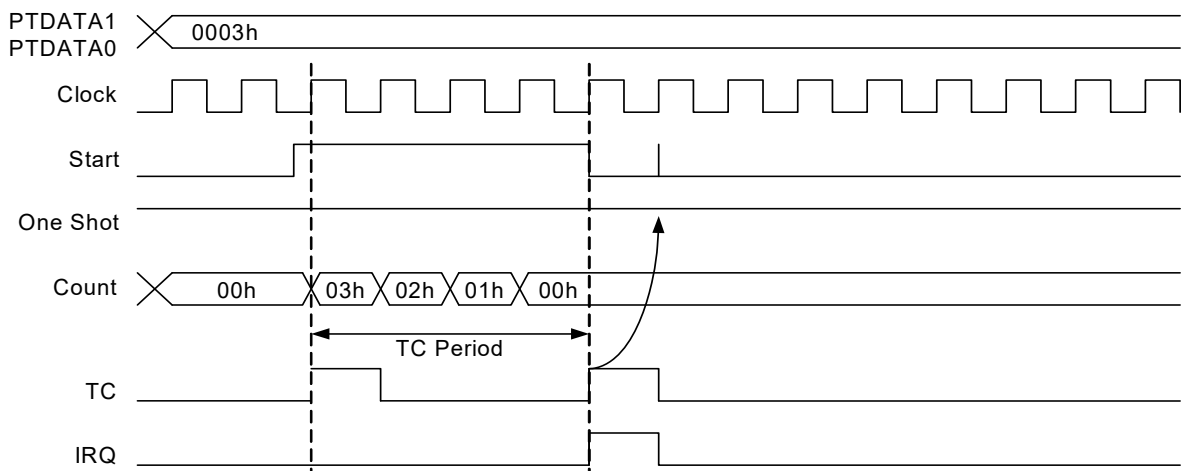 PTDATA1
PTDATA0
0003h
Clock
Start
One Shot
Count
00h
03h
02h
01h
00h
TC Period
TC
IRQ